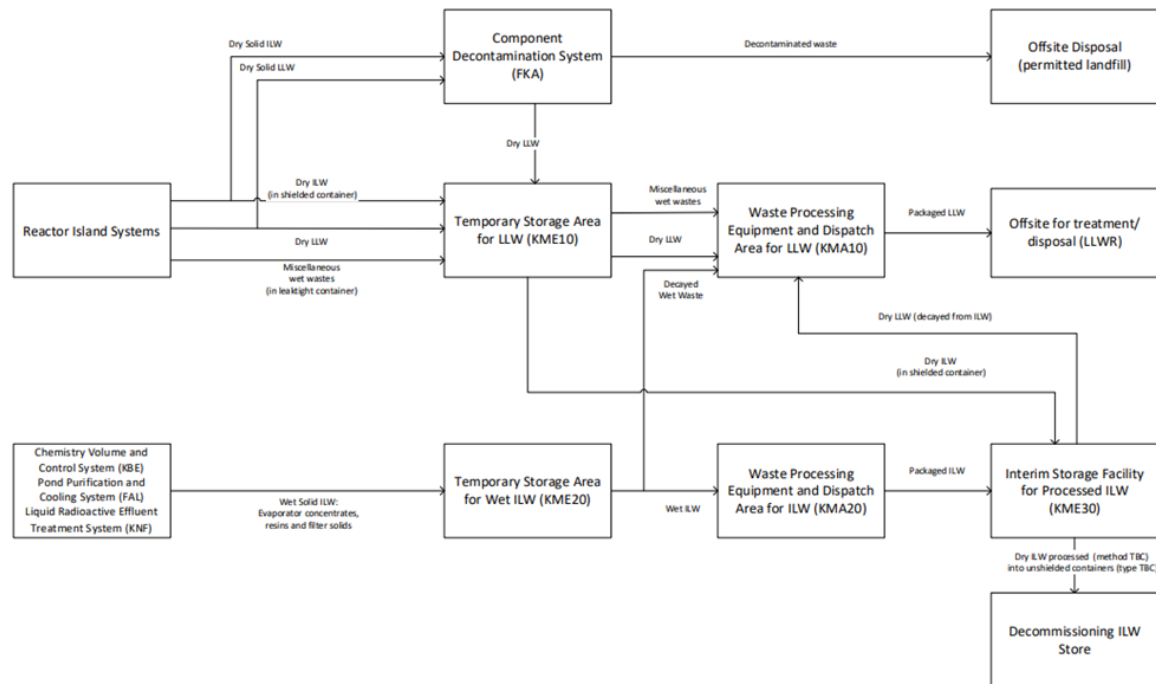 Component
Decontamination System
(FKA)
Offsite Disposal
(permitted landfill)
Dry Solid ILW
Dry Solid LLW
Decontaminated waste
Dry LLW
Reactor Island Systems
Dry ILW
(in shielded container)
Dry LLW
Miscellaneous
wet wastes
(in leaktight container)
Temporary Storage Area
for LLW (KME10)
Miscellaneous
wet wastes
Dry LLW
Decayed
Wet Waste
Waste Processing
Equipment and Dispatch
Area for LLW (KMA10)
Packaged LLW
Offsite for treatment/
disposal (LLWR)
Dry LLW (decayed from ILW)
Dry ILW
(in shielded container)
Chemistry Volume and
Control System (KBE)
Pond Purification and
Cooling System (FAL)
Liquid Radioactive Effluent
Treatment System (KNF)
Wet Solid ILW:
Evaporator concentrates,
resins and filter solids
Temporary Storage Area
for Wet ILW (KME20)
Wet ILW
Waste Processing
Equipment and Dispatch
Area for ILW (KMA20)
Packaged ILW
Interim Storage Facility
for Processed ILW
(KME30)
Dry ILW processed (method TBC)
into unshielded containers (type TBC)
Decommissioning ILW
Store